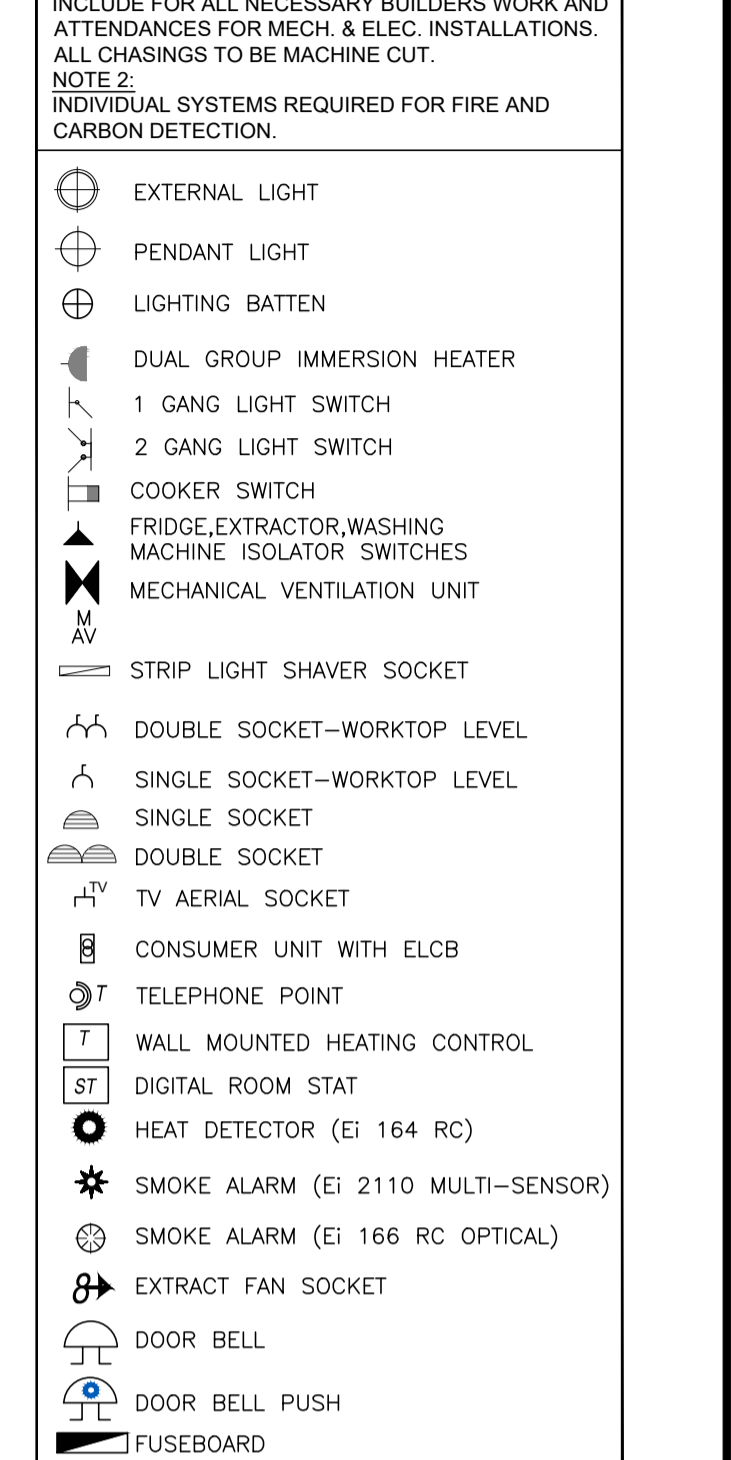 INCLUDE FOR ALL NECESSARY BUILDERS WORK AND
ATTENDANCES FOR MECH. & ELEC. INSTALLATIONS.
ALL CHASINGS TO BE MACHINE CUT.
NOTE 2:
INDIVIDUAL SYSTEMS REQUIRED FOR FIRE AND
CARBON DETECTION.
EXTERNAL LIGHT
PENDANT LIGHT
LIGHTING BATTEN
DUAL GROUP IMMERSION HEATER
1 GANG LIGHT SWITCH
2 GANG LIGHT SWITCH
COOKER SWITCH
FRIDGE,EXTRACTOR,WASHING
MACHINE ISOLATOR SWITCHES
MECHANICAL VENTILATION UNIT
M
AV
STRIP LIGHT SHAVER SOCKET
DOUBLE SOCKET–WORKTOP LEVEL
SINGLE SOCKET–WORKTOP LEVEL
SINGLE SOCKET
DOUBLE SOCKET
TV TV AERIAL SOCKET
CONSUMER UNIT WITH ELCB
T TELEPHONE POINT
T WALL MOUNTED HEATING CONTROL
ST DIGITAL ROOM STAT
HEAT DETECTOR (Ei 164 RC)
SMOKE ALARM (Ei 2110 MULTI–SENSOR)
SMOKE ALARM (Ei 166 RC OPTICAL)
EXTRACT FAN SOCKET
DOOR BELL
DOOR BELL PUSH
FUSEBOARD